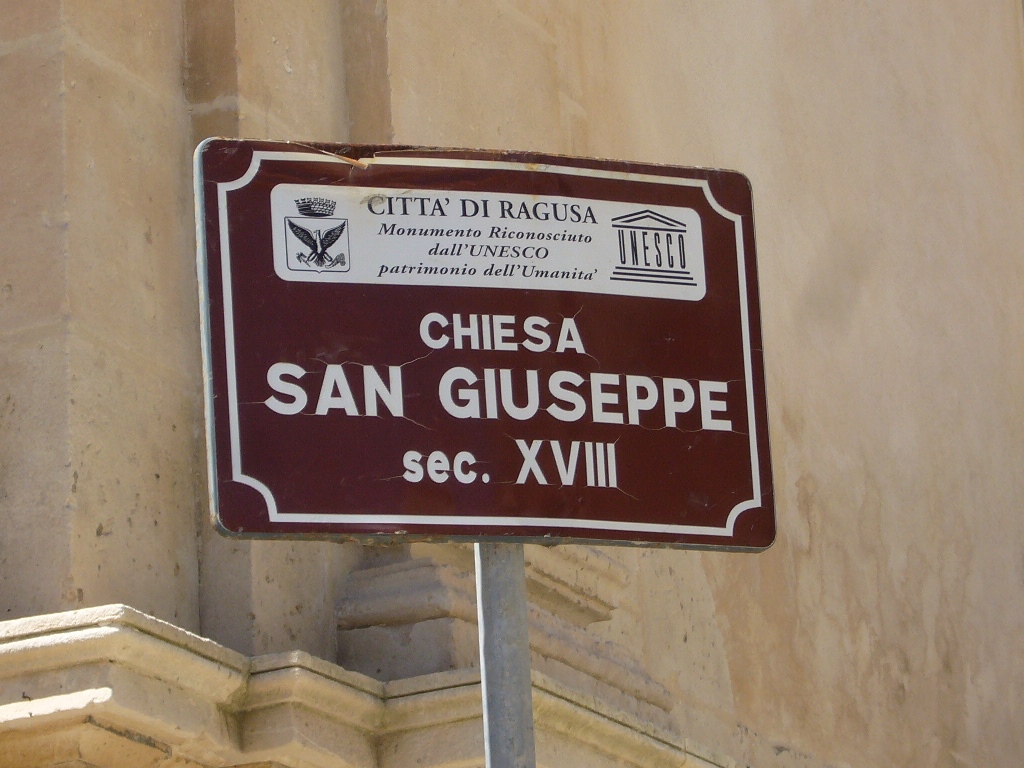 CITTA' DI RAGUSA
Monumento Riconosciuto
dall'UNESCO
patrimonio dell'Umanita'
UNESCO
CHIESA
SAN GIUSEPPE
sec. XVIII